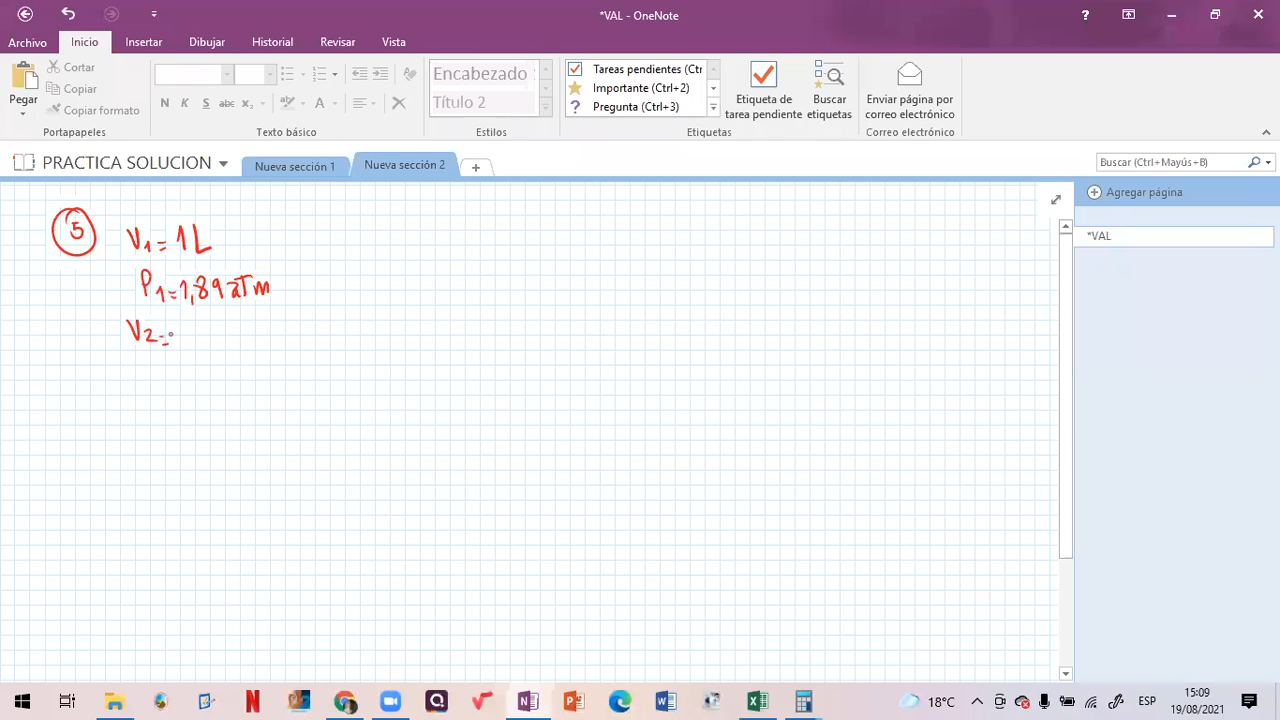 *VAL - OneNote
?
Archivo Inicio Insertar Dibujar Historial Revisar Vista
Pegar
Cortar
Copiar
Copiar formato
Portapapeles
N K S abc x₂ A
Texto básico
Encabezado
Título 2
Estilos
Tareas pendientes (Ctr
Importante (Ctrl+2)
? Pregunta (Ctrl+3)
Etiqueta de
tarea pendiente
Buscar
etiquetas
Etiquetas
Enviar página por
correo electrónico
Correo electrónico
PRACTICA SOLUCION Nueva sección 1 Nueva sección 2 +
Buscar (Ctrl+Mayús+B)
Agregar página
*VAL
5 V1 = 1 L
P1 = 1,89 aTm
V2 =
18°C ESP
15:09
19/08/2021